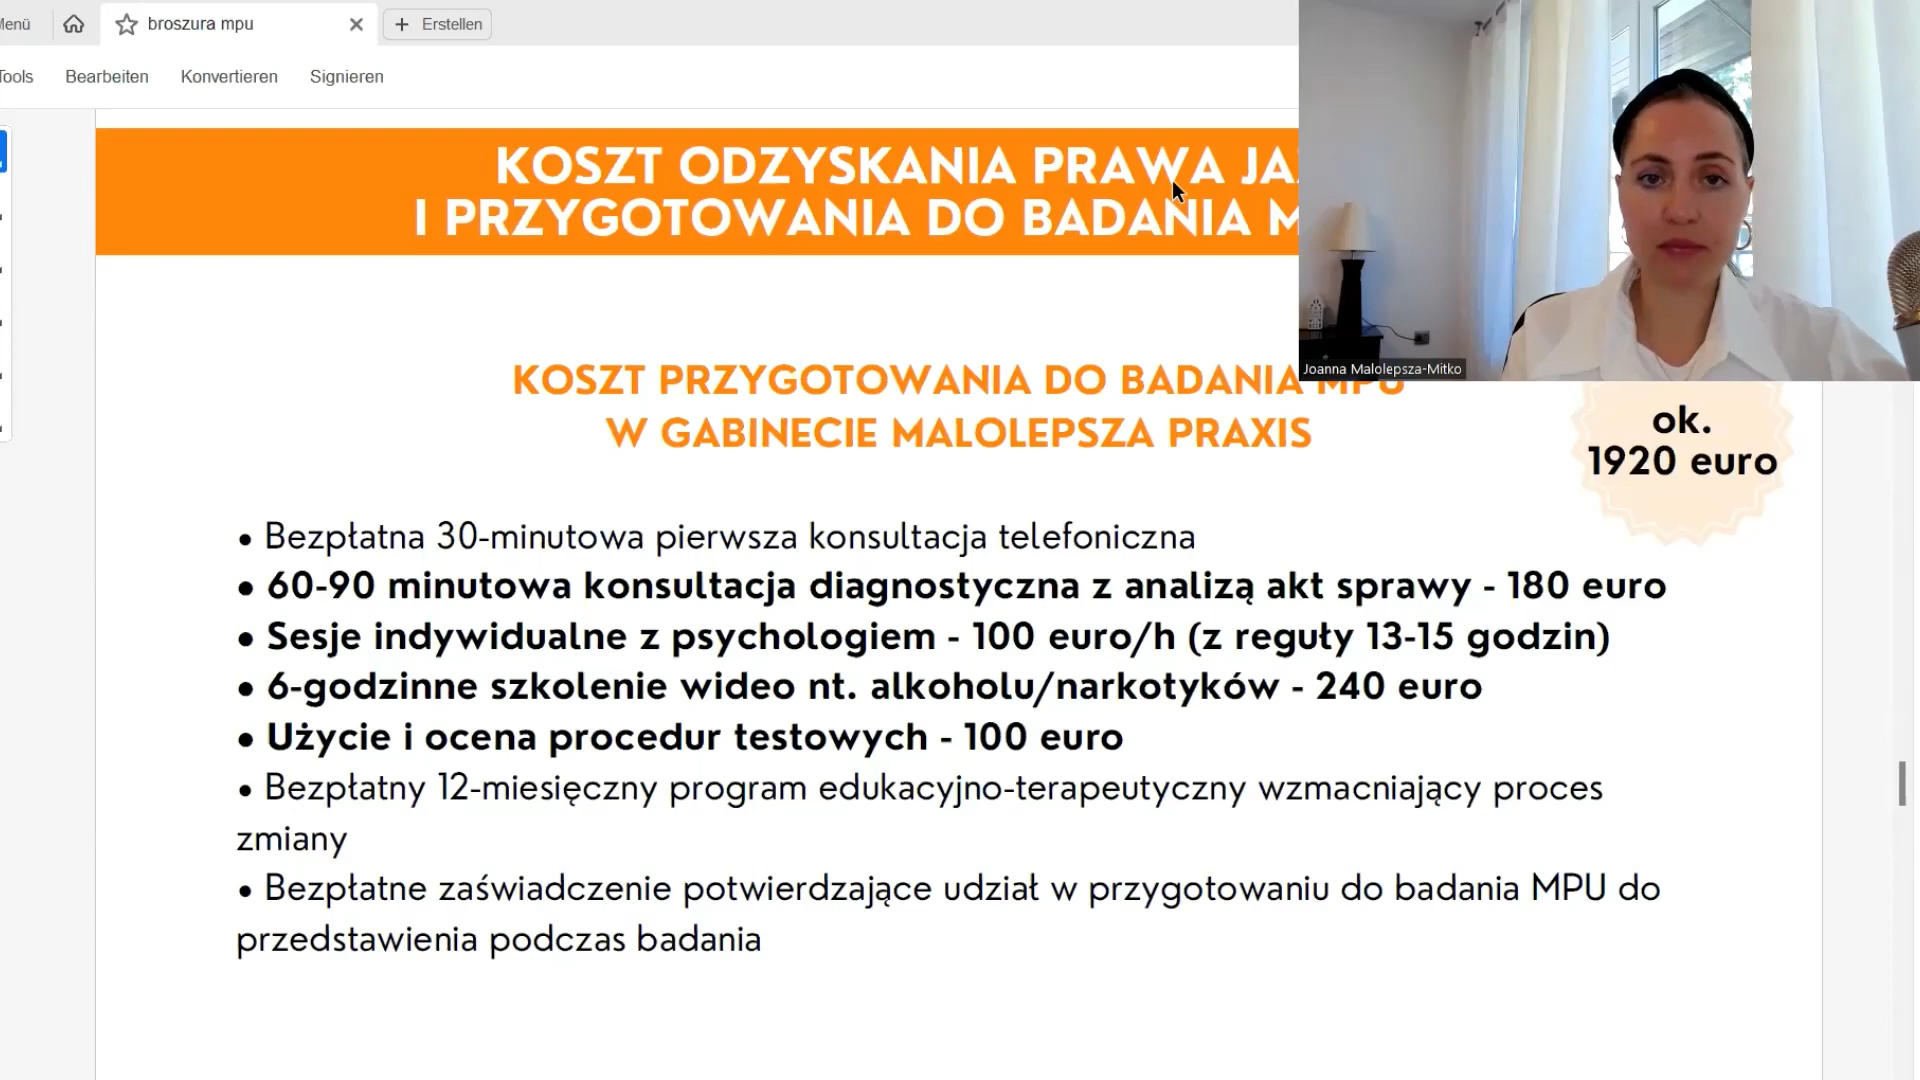 Menü
broszura mpu
Erstellen
Tools Bearbeiten Konvertieren Signieren
KOSZT ODZYSKANIA PRAWA
I PRZYGOTOWANIA DO BADANIA
KOSZT PRZYGOTOWANIA DO BADANIA MPU
W GABINECIE MALOLEPSZA PRAXIS
Joanna Malolepsza-Mitko
ok.
1920 euro
• Bezpłatna 30-minutowa pierwsza konsultacja telefoniczna
• 60-90 minutowa konsultacja diagnostyczna z analizą akt sprawy - 180 euro
• Sesje indywidualne z psychologiem - 100 euro/h (z reguły 13-15 godzin)
• 6-godzinne szkolenie wideo nt. alkoholu/narkotyków - 240 euro
• Użycie i ocena procedur testowych - 100 euro
• Bezpłatny 12-miesięczny program edukacyjno-terapeutyczny wzmacniający proces
zmiany
• Bezpłatne zaświadczenie potwierdzające udział w przygotowaniu do badania MPU do
przedstawienia podczas badania